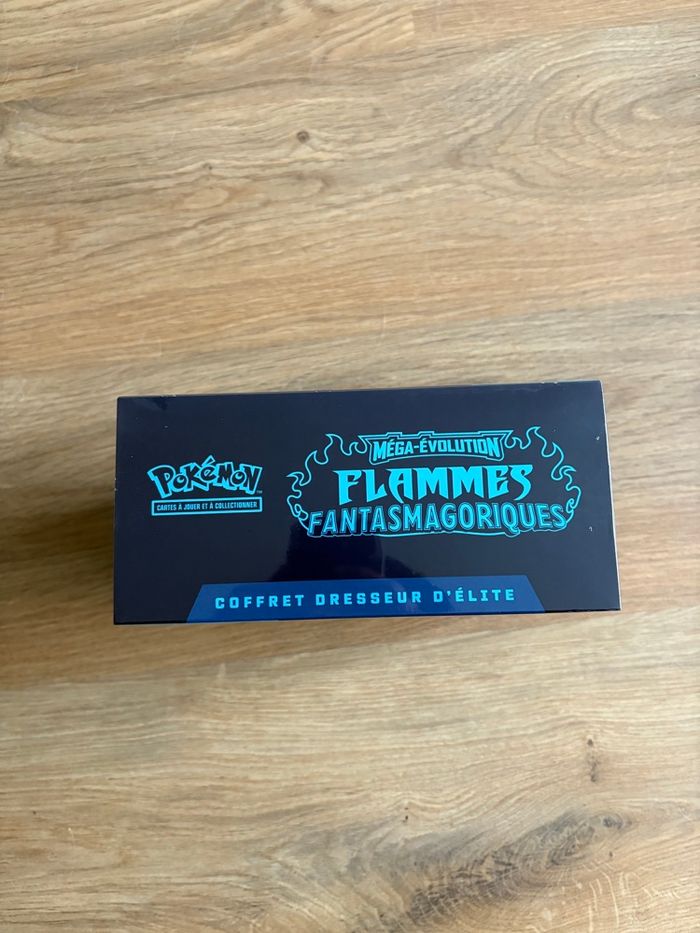 POKéMON
CARTES À JOUER ET À COLLECTIONNER
MÉGA-ÉVOLUTION
FLAMMES
FANTASMAGORIQUES
COFFRET DRESSEUR D'ÉLITE